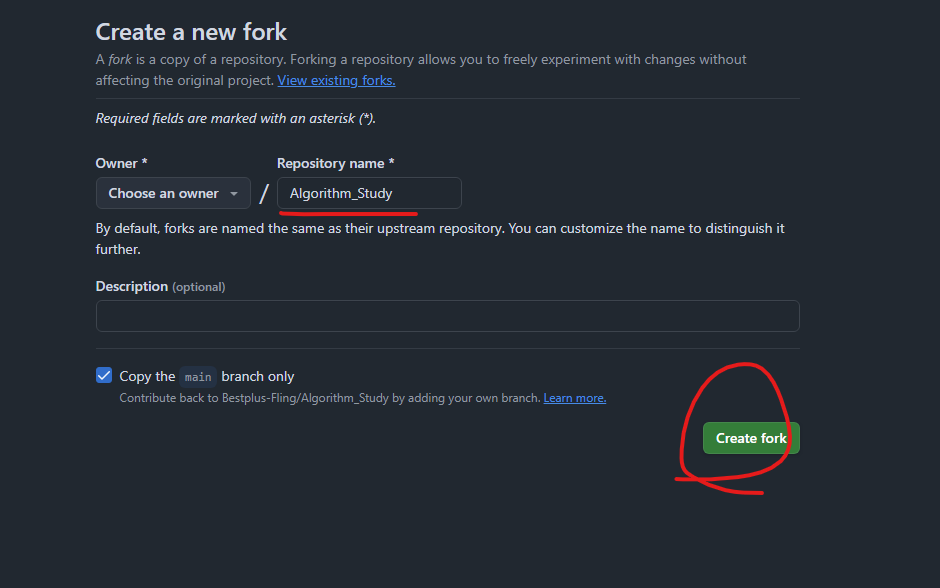 Create a new fork
A fork is a copy of a repository. Forking a repository allows you to freely experiment with changes without
affecting the original project. View existing forks.
Required fields are marked with an asterisk (*).
Owner *
Repository name *
Choose an owner
/
Algorithm_Study
By default, forks are named the same as their upstream repository. You can customize the name to distinguish it
further.
Description (optional)
Copy the main branch only
Contribute back to Bestplus-Fling/Algorithm_Study by adding your own branch. Learn more.
Create fork